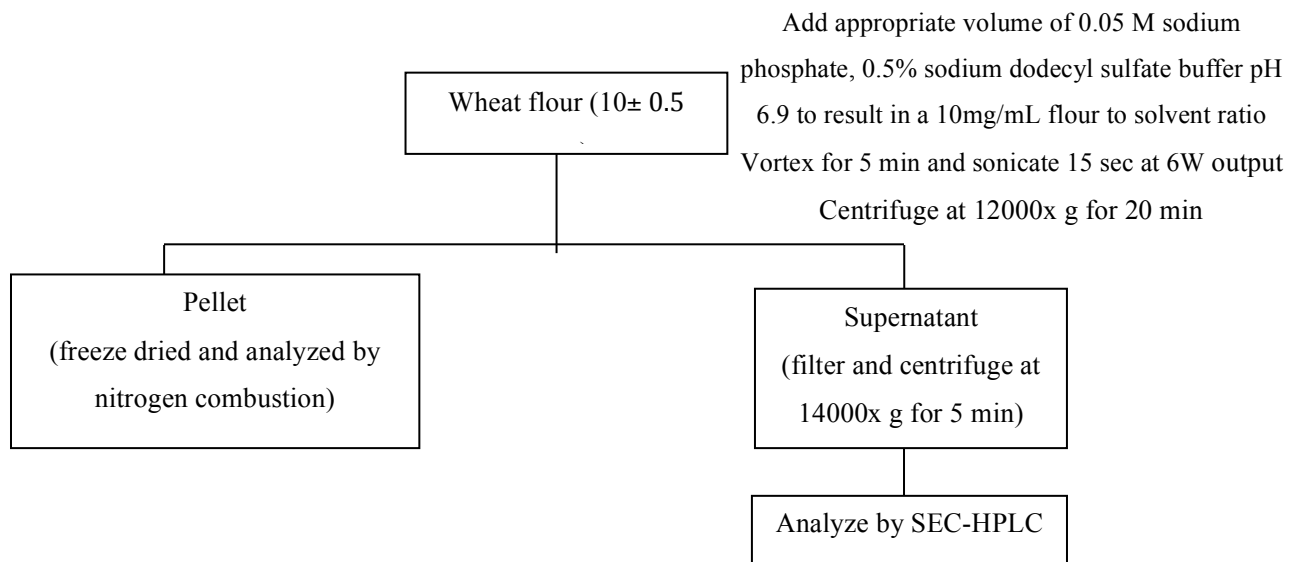 Add appropriate volume of 0.05 M sodium
phosphate, 0.5% sodium dodecyl sulfate buffer pH
6.9 to result in a 10mg/mL flour to solvent ratio
Vortex for 5 min and sonicate 15 sec at 6W output
Centrifuge at 12000x g for 20 min
Wheat flour (10± 0.5
Pellet
(freeze dried and analyzed by
nitrogen combustion)
Supernatant
(filter and centrifuge at
14000x g for 5 min)
Analyze by SEC-HPLC